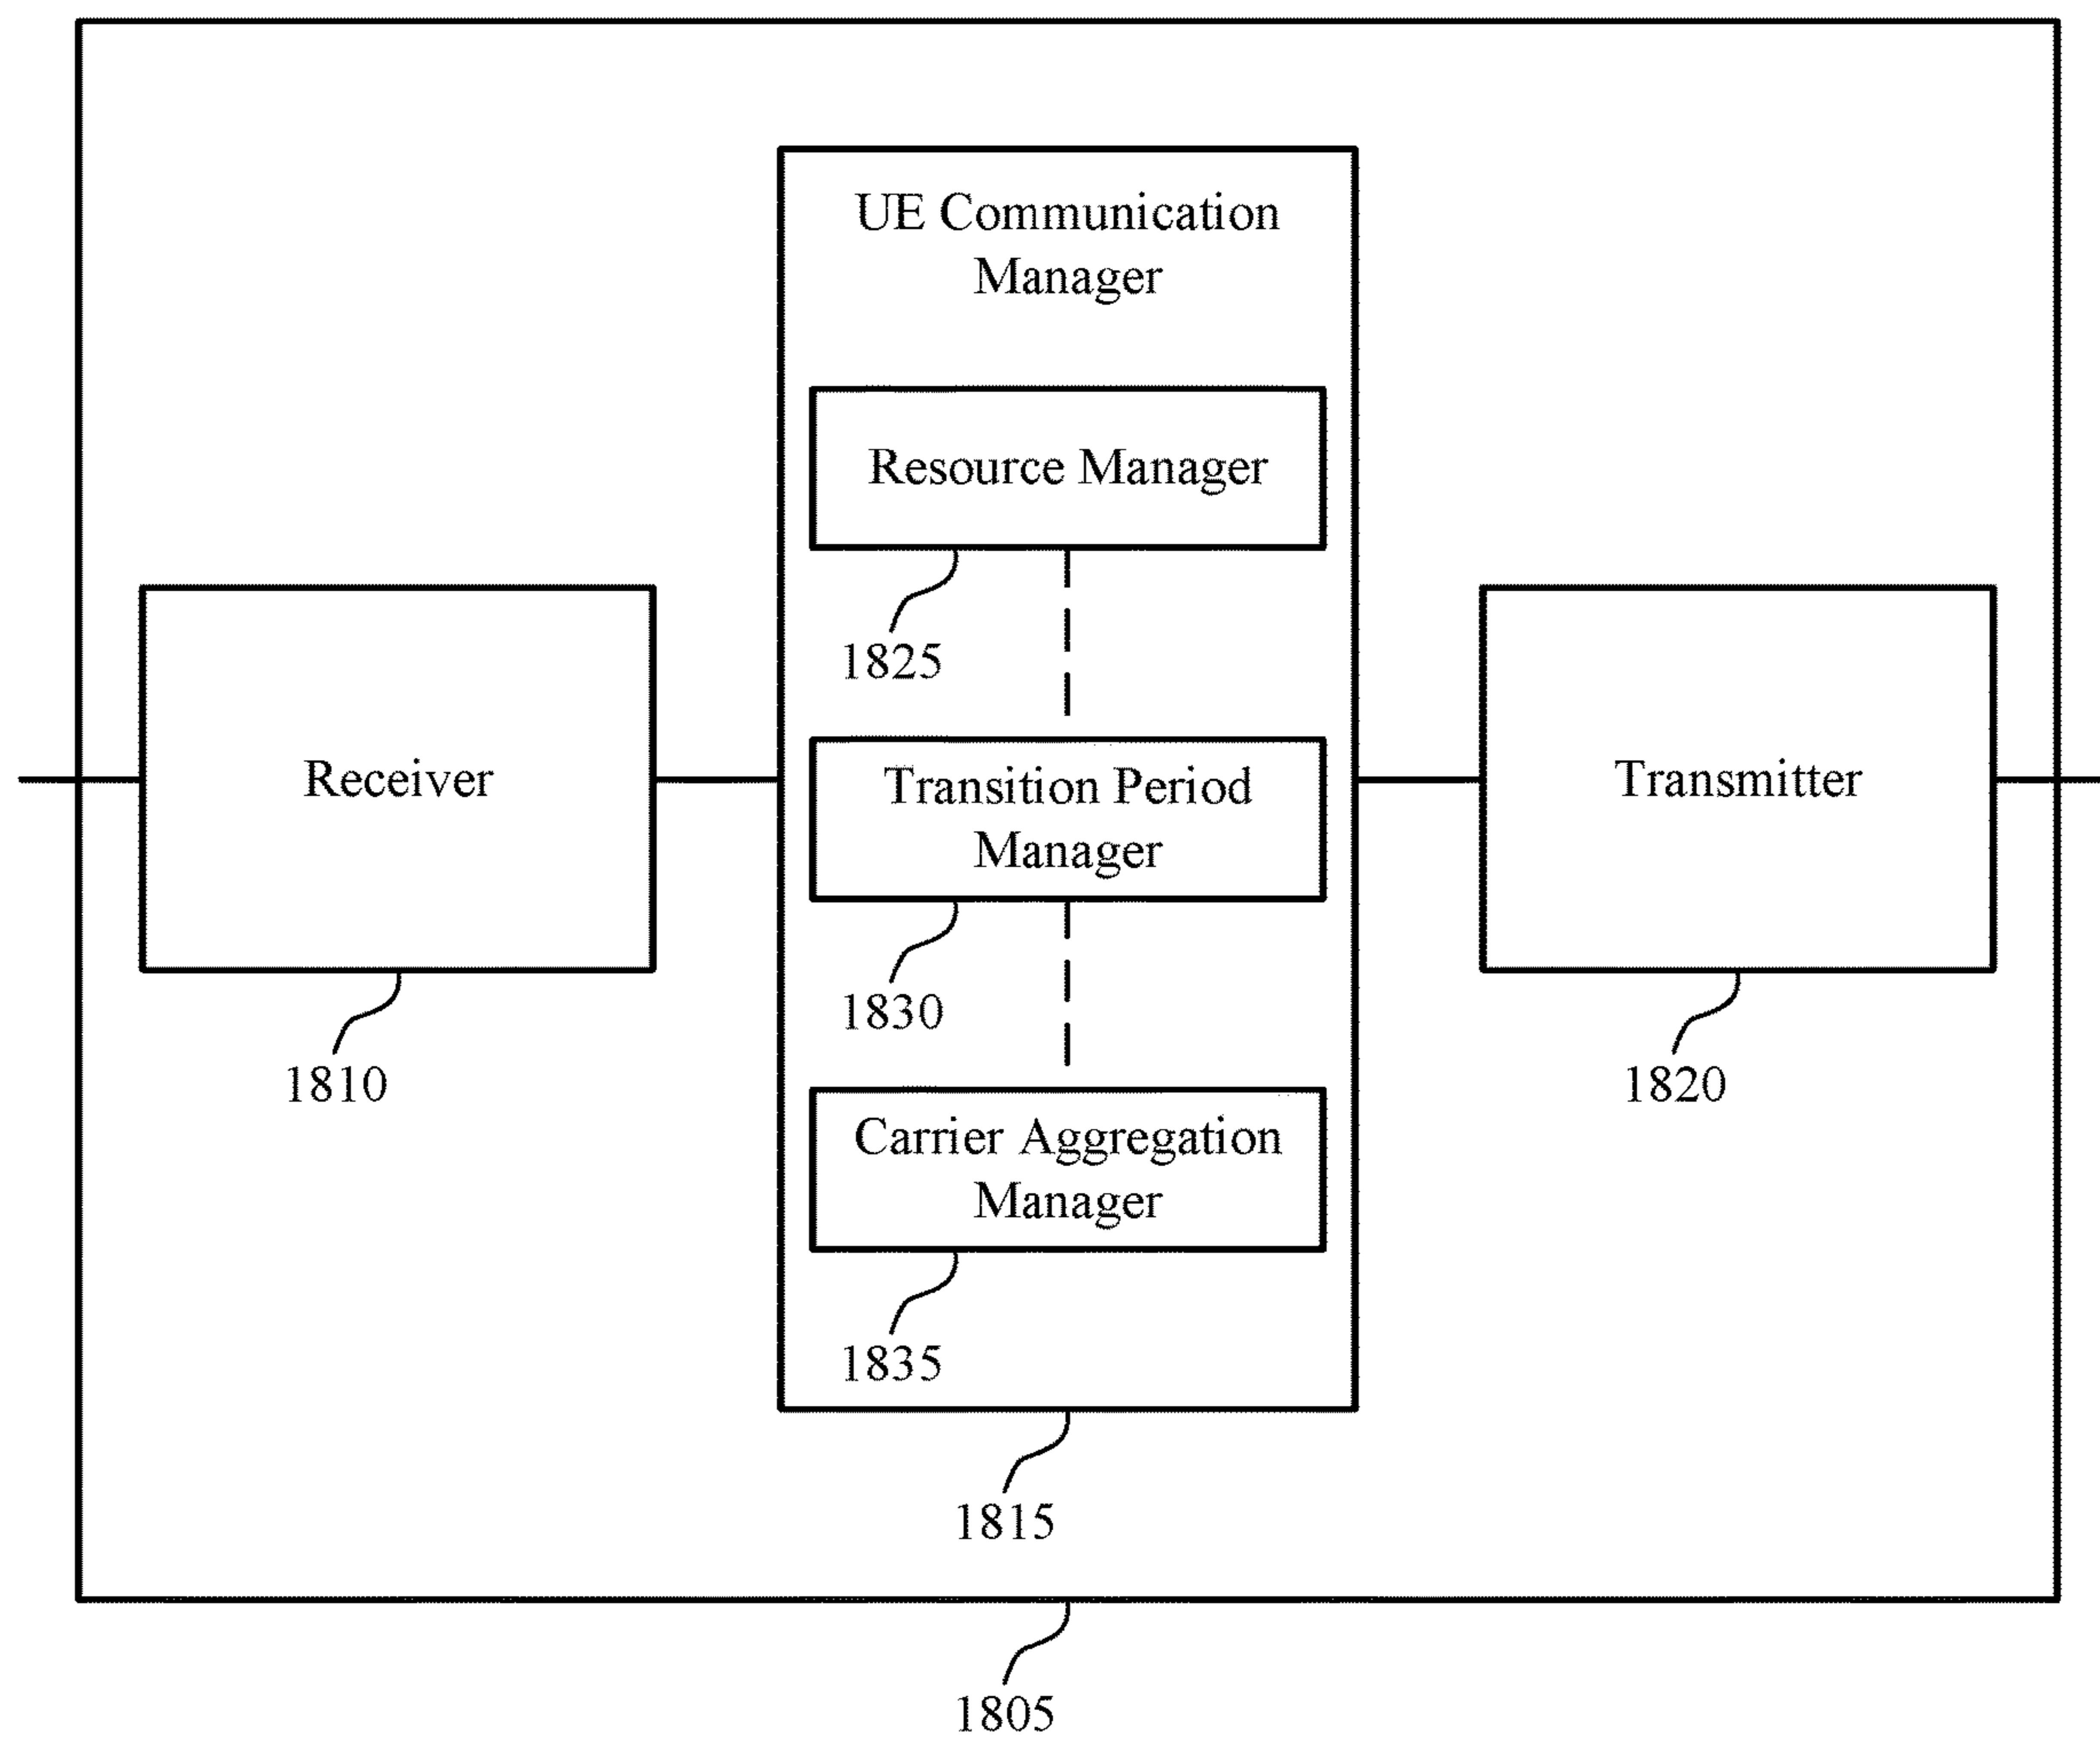 UE Communication
Manager
Resource Manager
1825
Receiver
1810
Transition Period
Manager
1830
Transmitter
1820
Carrier Aggregation
Manager
1835
1815
1805